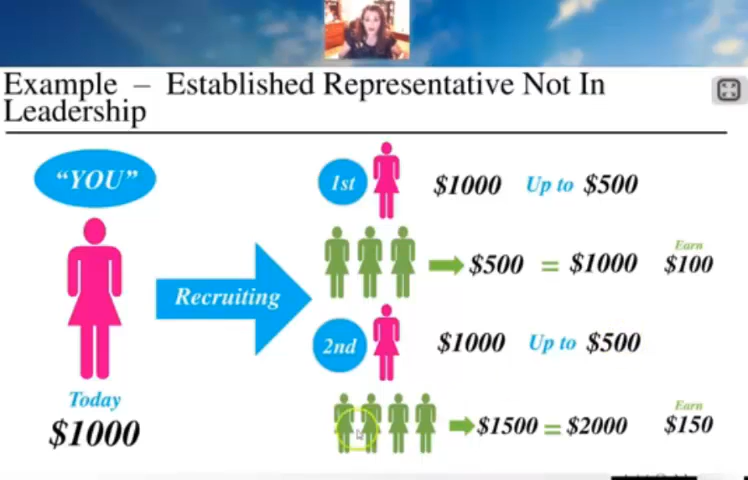 Example – Established Representative Not In
Leadership
"YOU"
1st $1000 Up to $500
$500 = $1000 Earn $100
Recruiting
2nd $1000 Up to $500
Today
$1000
$1500 = $2000 Earn $150